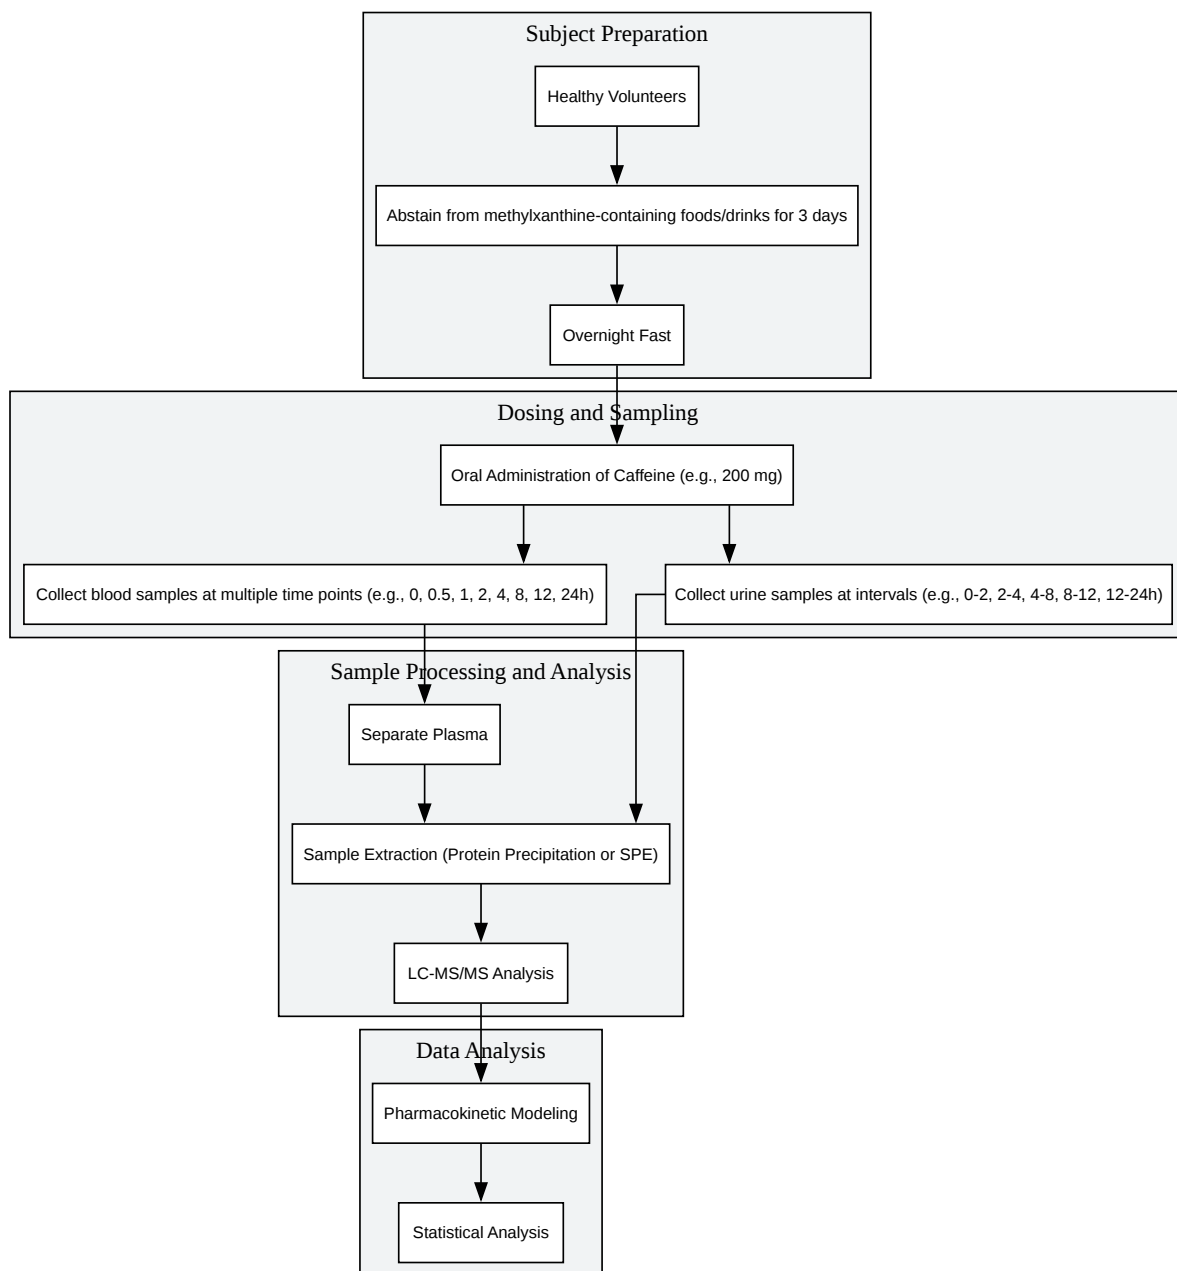 Subject Preparation
Healthy Volunteers
Abstain from methylxanthine-containing foods/drinks for 3 days
Overnight Fast
Dosing and Sampling
Oral Administration of Caffeine (e.g., 200 mg)
Collect blood samples at multiple time points (e.g., 0, 0.5, 1, 2, 4, 8, 12, 24h)
Collect urine samples at intervals (e.g., 0-2, 2-4, 4-8, 8-12, 12-24h)
Sample Processing and Analysis
Separate Plasma
Sample Extraction (Protein Precipitation or SPE)
LC-MS/MS Analysis
Data Analysis
Pharmacokinetic Modeling
Statistical Analysis